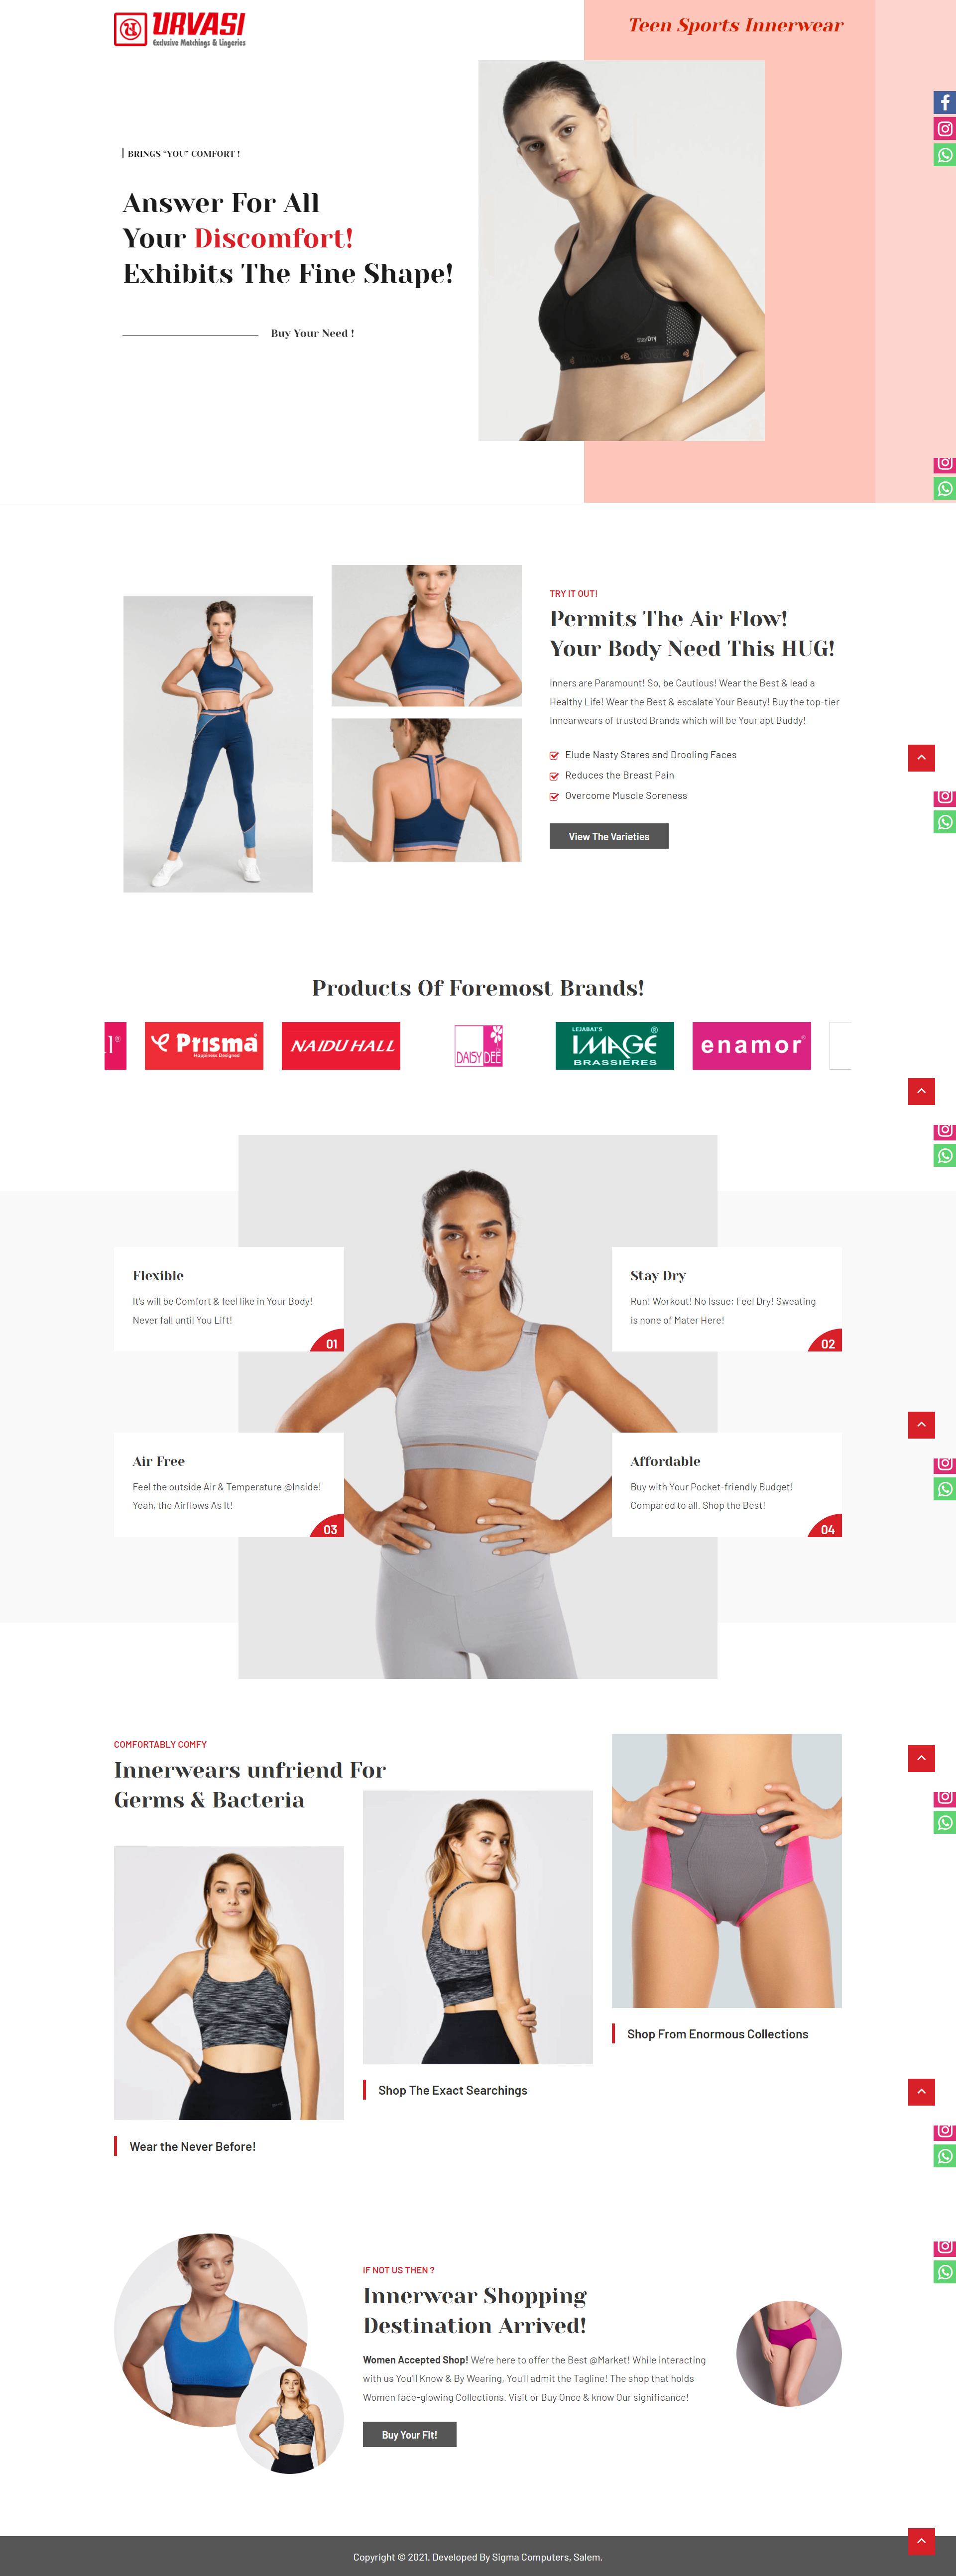 URVASI
Exclusive Matchings & Lingeries
Teen Sports Innerwear
BRINGS "YOU" COMFORT !
Answer For All
Your Discomfort!
Exhibits The Fine Shape!
Buy Your Need !
StayDry
TRY IT OUT!
Permits The Air Flow!
Your Body Need This HUG!
Inners are Paramount! So, be Cautious! Wear the Best & lead a
Healthy Life! Wear the Best & escalate Your Beauty! Buy the top-tier
Innearwears of trusted Brands which will be Your apt Buddy!
Elude Nasty Stares and Drooling Faces
Reduces the Breast Pain
Overcome Muscle Soreness
View The Varieties
Products Of Foremost Brands!
Prisma
Happiness Designed
NAIDU HALL
DAISY DEE
LEJABAI'S
IMAGE
BRASSIERES
enamor
Flexible
It's will be Comfort & feel like in Your Body!
Never fall until You Lift!
01
Stay Dry
Run! Workout! No Issue: Feel Dry! Sweating
is none of Mater Here!
02
Air Free
Feel the outside Air & Temperature @Inside!
Yeah, the Airflows As It!
03
Affordable
Buy with Your Pocket-friendly Budget!
Compared to all. Shop the Best!
04
COMFORTABLY COMFY
Innerwears unfriend For
Germs & Bacteria
Wear the Never Before!
Shop The Exact Searchings
Shop From Enormous Collections
IF NOT US THEN ?
Innerwear Shopping
Destination Arrived!
Women Accepted Shop! We're here to offer the Best @Market! While interacting
with us You'll Know & By Wearing, You'll admit the Tagline! The shop that holds
Women face-glowing Collections. Visit or Buy Once & know Our significance!
Buy Your Fit!
Copyright © 2021. Developed By Sigma Computers, Salem.